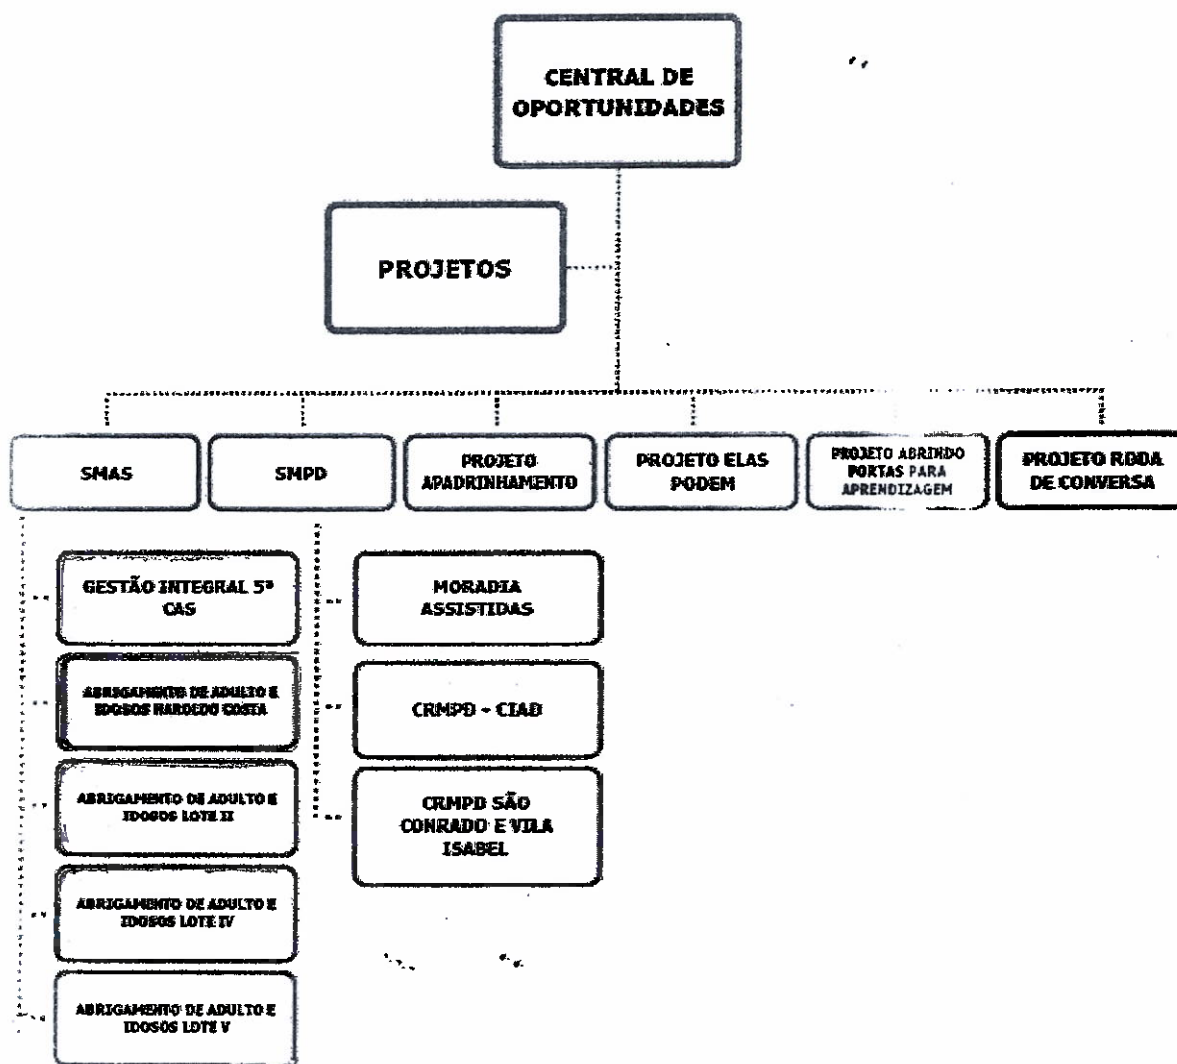 CENTRAL DE
OPORTUNIDADES
PROJETOS
SMAS
SMPD
PROJETO
APADRINHAMENTO
PROJETO ELAS
PODEM
PROJETO ABRINDO
PORTAS PARA
APRENDIZAGEM
PROJETO RODA
DE CONVERSA
GESTÃO INTEGRAL 5ª
CAS
ABRIGAMENTO DE ADULTO E
IDOSOS HAROLDO COSTA
ABRIGAMENTO DE ADULTO E
IDOSOS LOTE II
ABRIGAMENTO DE ADULTO E
IDOSOS LOTE IV
ABRIGAMENTO DE ADULTO E
IDOSOS LOTE V
MORADIA
ASSISTIDAS
CRMPD - CIAD
CRMPD SÃO
CONRADO E VILA
ISABEL